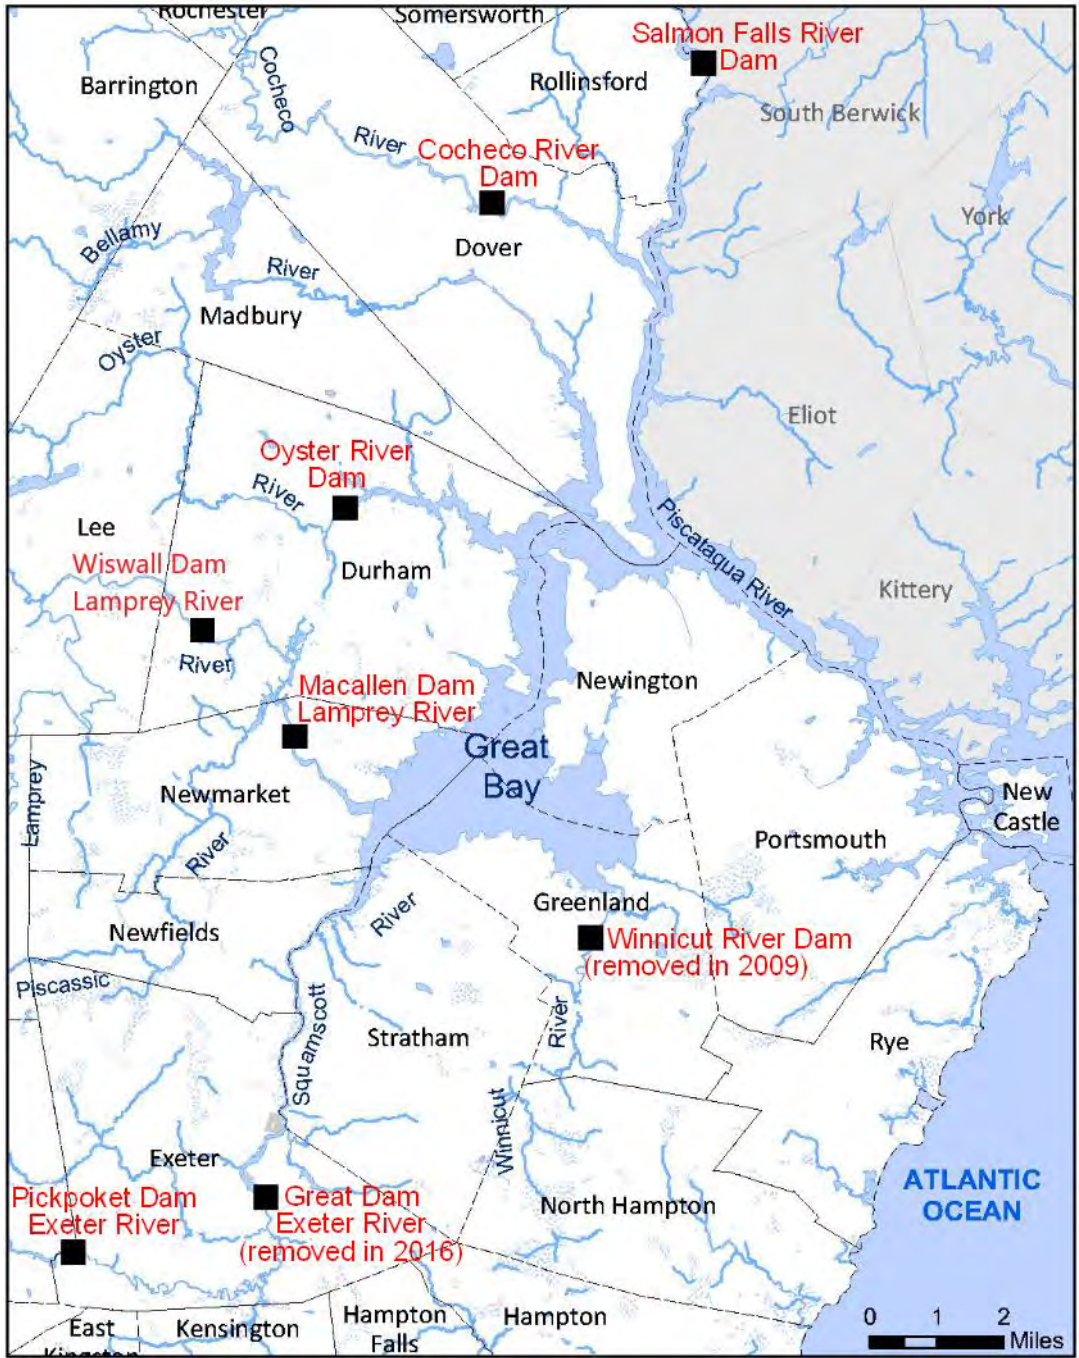 Rochester
Somersworth
Salmon Falls River
Dam
Barrington
Cocheco
Rollinsford
South Berwick
River
Cocheco River
Dam
York
Bellamy
Dover
River
Madbury
Oyster
Eliot
Oyster River
Dam
River
Lee
Piscataqua River
Wiswall Dam
Lamprey River
Durham
Kittery
River
Macallen Dam
Lamprey River
Newington
Great
Bay
Lamprey
Newmarket
New
Castle
Portsmouth
River
River
Greenland
Newfields
Winnicut River Dam
(removed in 2009)
Piscassic
Squamscott
River
Stratham
Rye
Winnicut
Exeter
Pickpoket Dam
Exeter River
Great Dam
Exeter River
(removed in 2016)
North Hampton
ATLANTIC
OCEAN
East
Kingston
Kensington
Hampton
Falls
Hampton
0 1 2
Miles